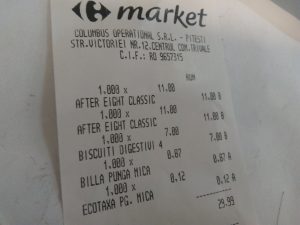 market
COLUMBUS OPERATIONAL S.R.L. - PITESTI
STR.VICTORIEI NR.12.CENTRUL COM.TRIVALE
C.I.F.: RO 9657315
RON
1.000 x 11.00
AFTER EIGHT CLASSIC 11.00 B
1.000 x 11.00
AFTER EIGHT CLASSIC 11.00 B
1.000 x 7.00
BISCUITI DIGESTIVI 4 7.00 B
1.000 x 0.87
BILLA PUNGA MICA 0.87 A
1.000 x 0.12
ECOTAXA PG. MICA 0.12 A
29.99